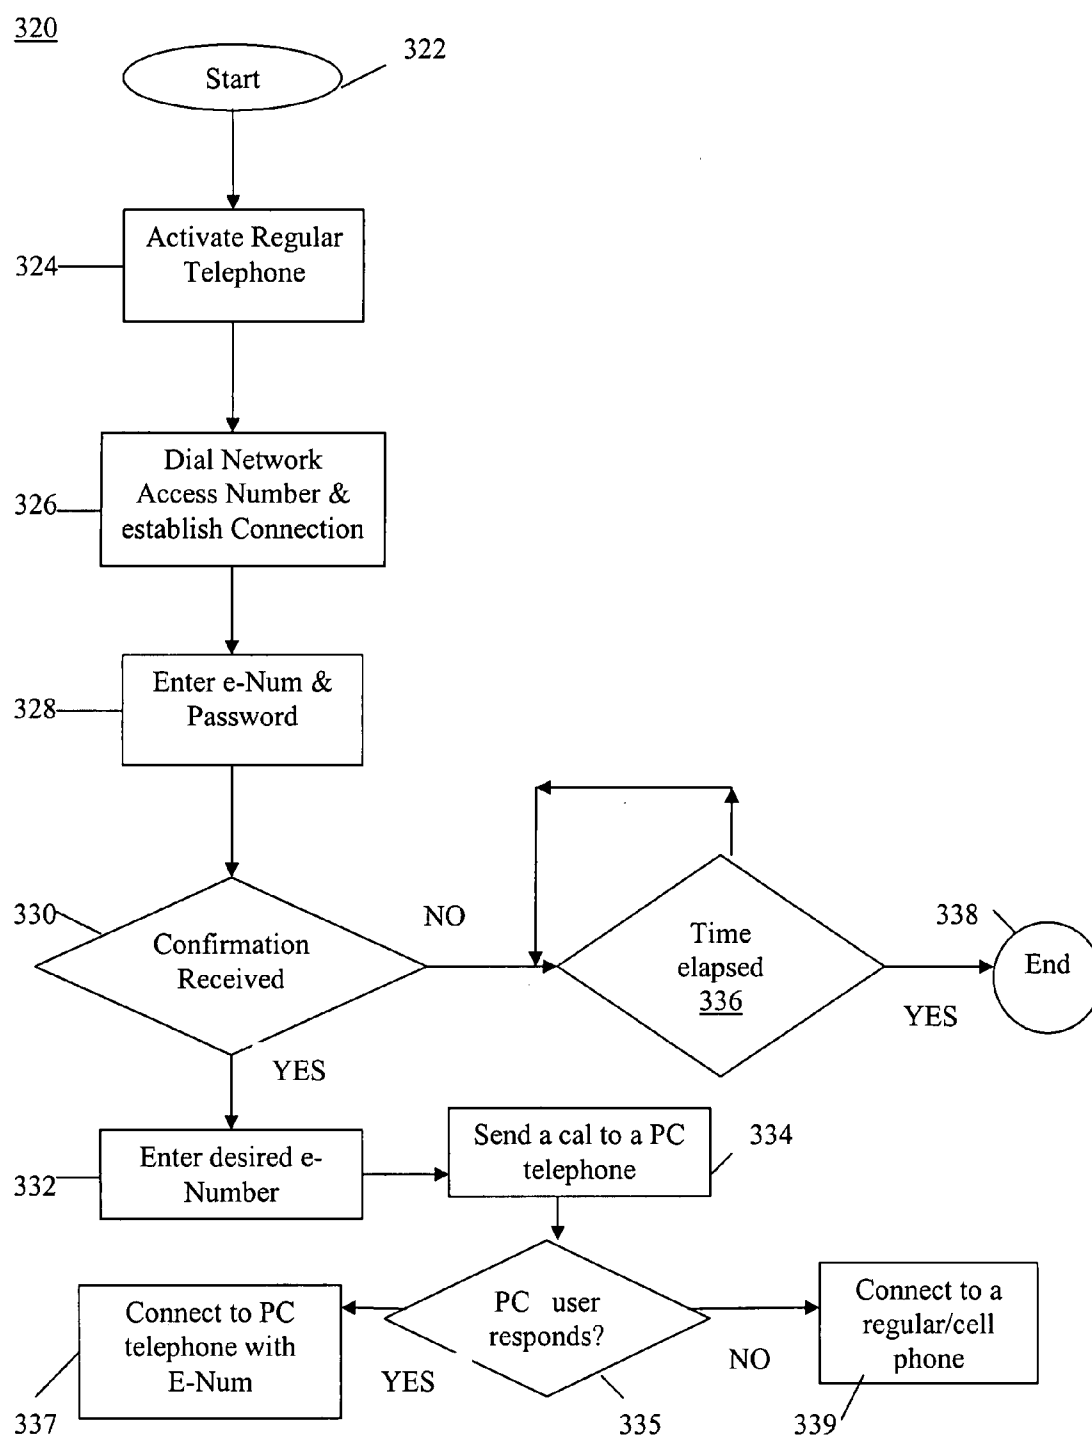 320
322
Start
Activate Regular
Telephone
324
Dial Network
Access Number &
establish Connection
326
Enter e-Num &
Password
328
330
Confirmation
Received
NO
Time
elapsed
336
338
End
YES
YES
Enter desired e-
Number
332
Send a cal to a PC
telephone
334
PC user
responds?
335
YES
NO
Connect to PC
telephone with
E-Num
337
Connect to a
regular/cell
phone
339